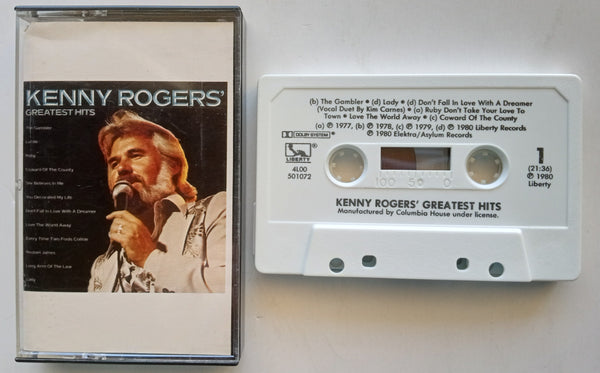 KENNY ROGERS'
GREATEST HITS
The Gambler
Lucille
Ruby
Coward Of The County
She Believes In Me
You Decorated My Life
Don't Fall In Love With A Dreamer
Love The World Away
Every Time Two Fools Collide
Reuben James
Long Arm Of The Law
Lady
(b) The Gambler • (d) Lady • (d) Don't Fall In Love With A Dreamer
(Vocal Duet By Kim Carnes) • (a) Ruby Don't Take Your Love To
Town • Love The World Away • (c) Coward Of The County
(a) ℗ 1977, (b) ℗ 1978, (c) ℗ 1979, (d) ℗ 1980 Liberty Records
℗ 1980 Elektra/Asylum Records
DOLBY SYSTEM
LIBERTY
4L00
501072
100 50 0
1
(21:36)
℗ 1980
Liberty
KENNY ROGERS' GREATEST HITS
Manufactured by Columbia House under license.